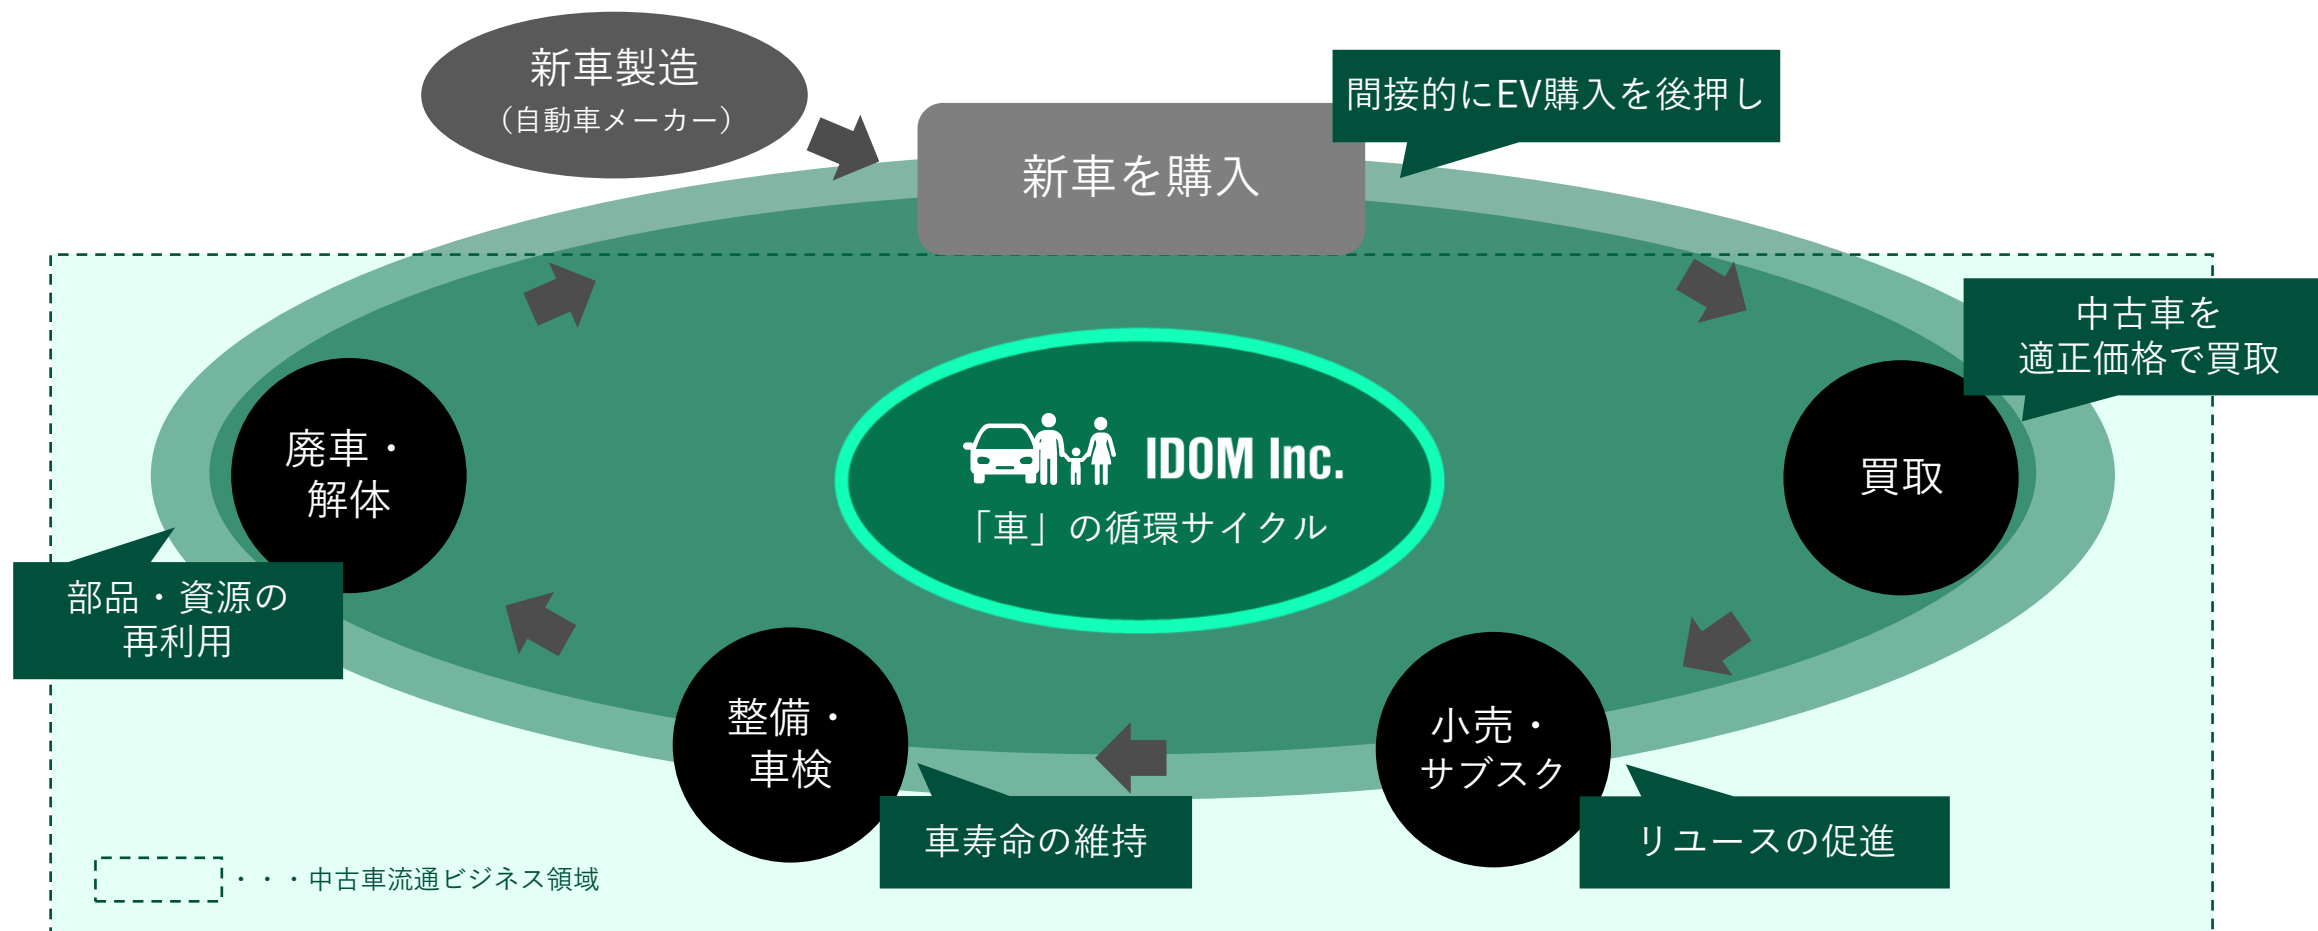 新車製造
（自動車メーカー）
新車を購入
間接的にEV購入を後押し
中古車を
適正価格で買取
買取
小売・
サブスク
リユースの促進
整備・
車検
車寿命の維持
廃車・
解体
部品・資源の
再利用
IDOM Inc.
「車」の循環サイクル
・・・中古車流通ビジネス領域